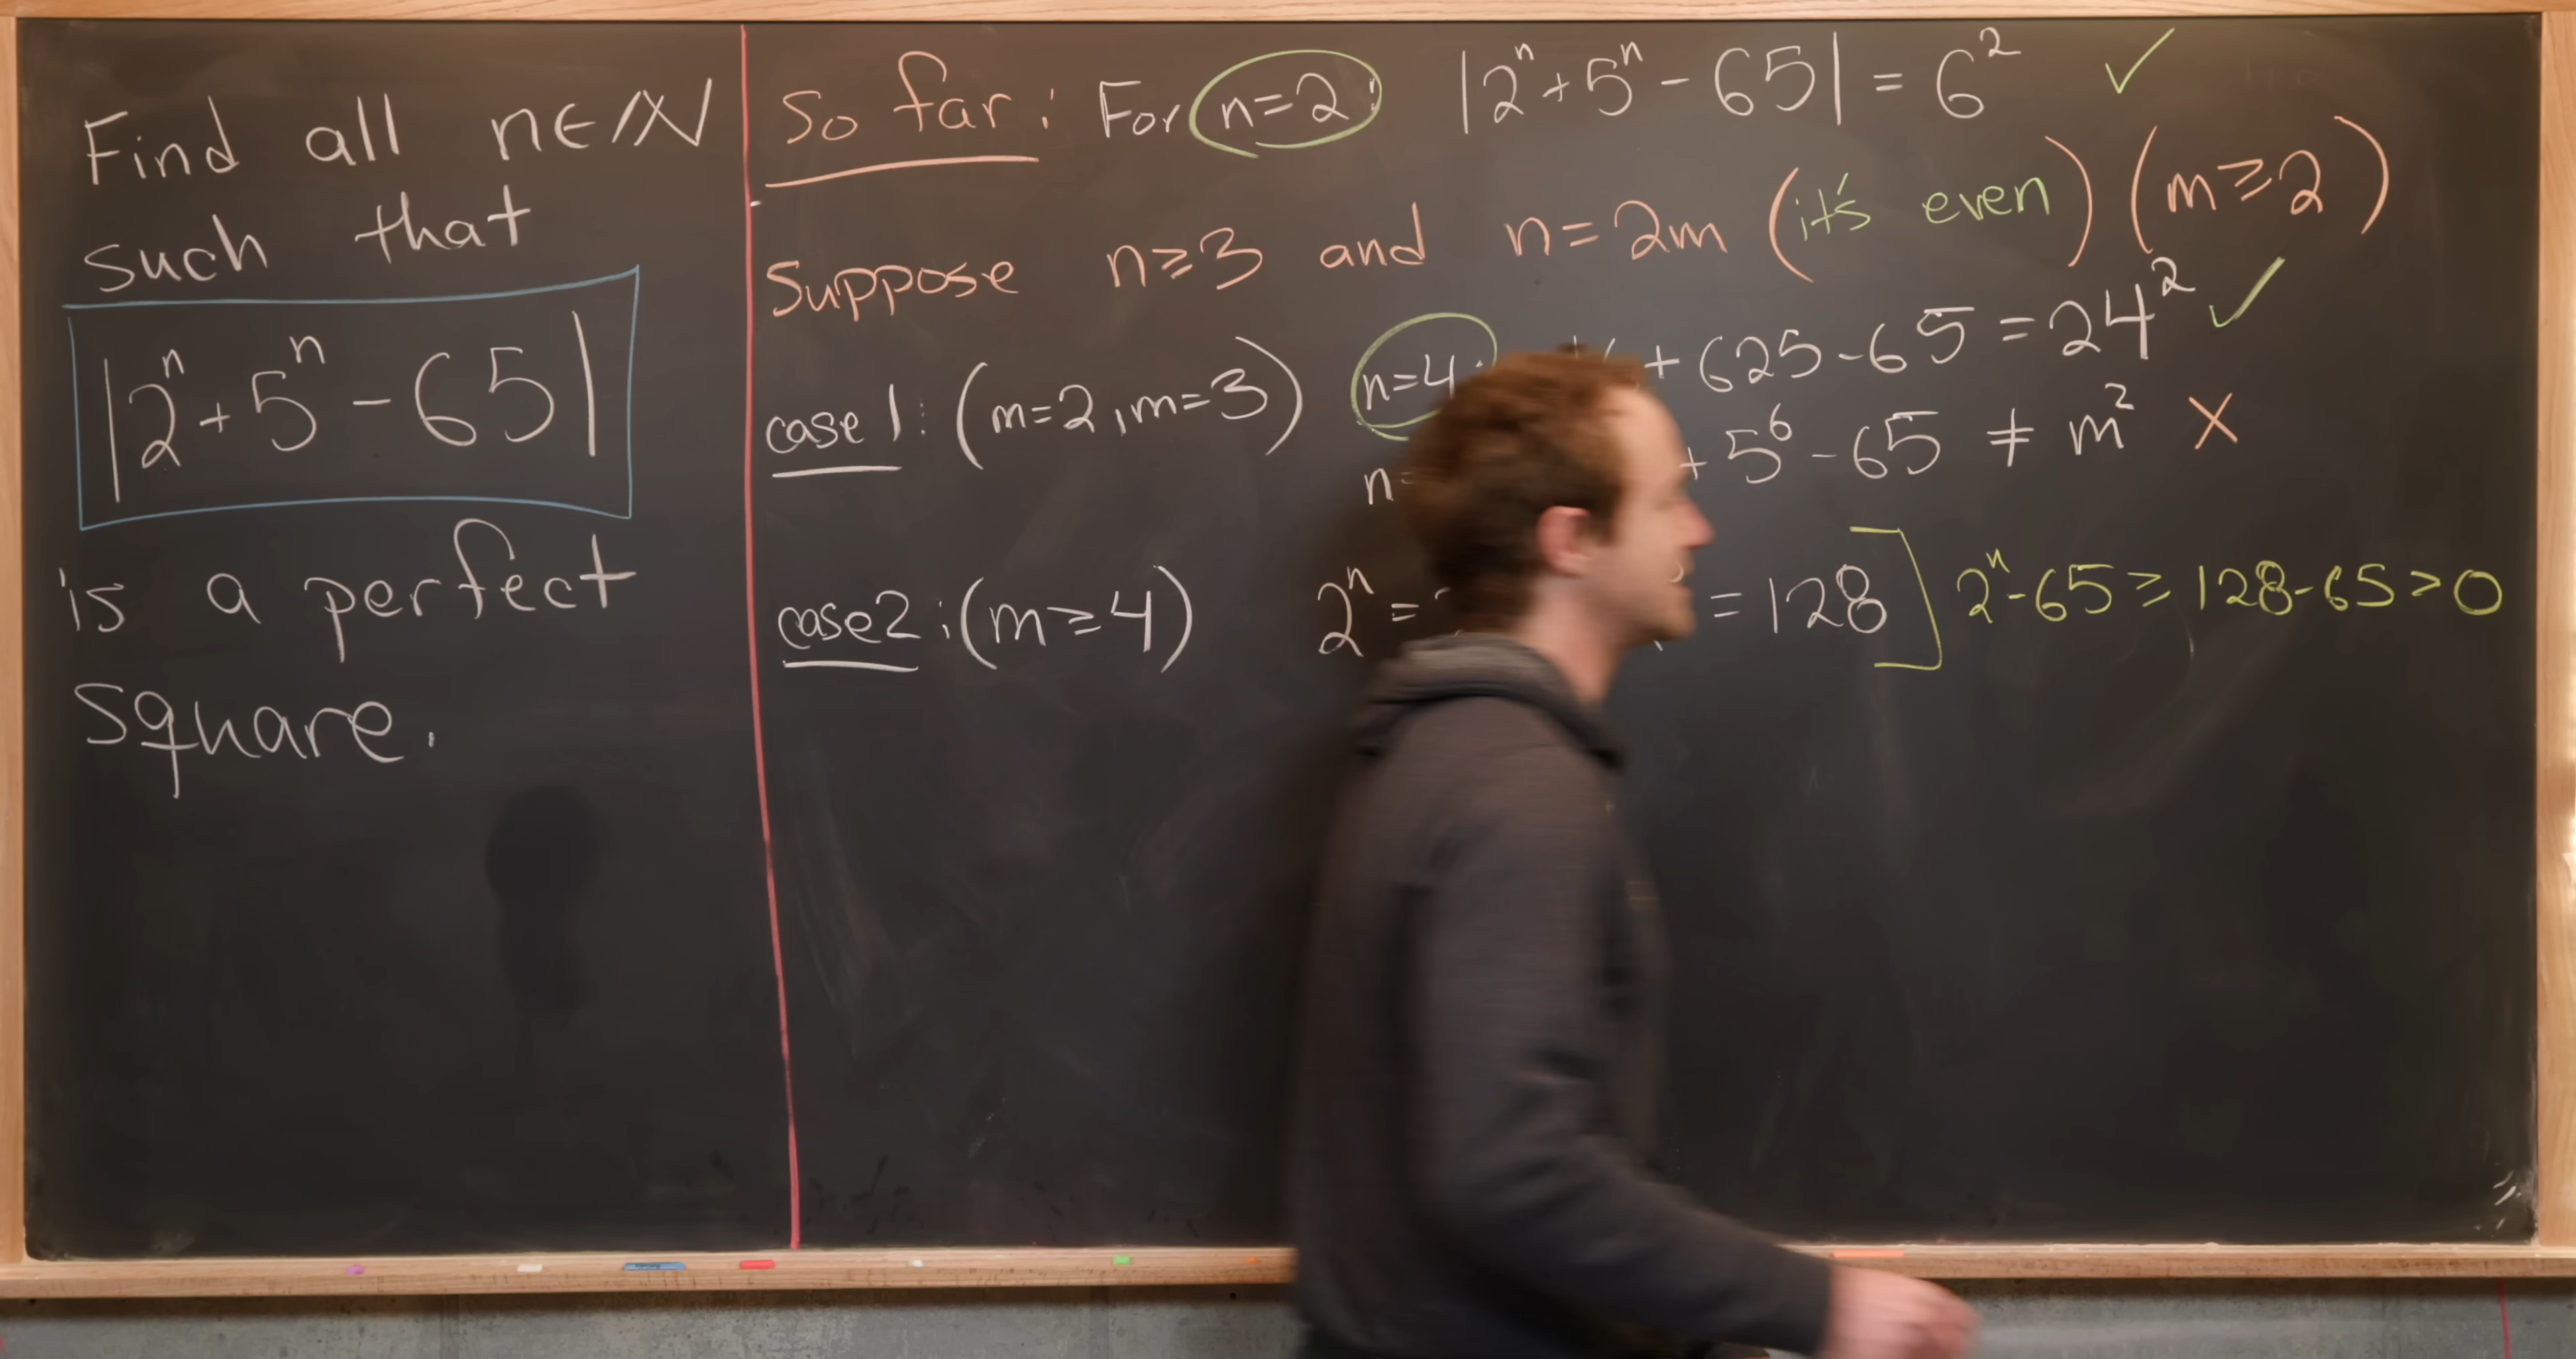 Find all n∈ℕ
such that
|2ⁿ+5ⁿ-65|
is a perfect
square.
So far: For n=2: |2ⁿ+5ⁿ-65| = 6² ✓
Suppose n≥3 and n=2m (it's even) (m≥2)
case 1: (m=2, m=3) n=4: + 625-65 = 24² ✓
n= + 5⁶-65 ≠ m² X
case 2: (m≥4) 2ⁿ= =128] 2ⁿ-65≥128-65>0